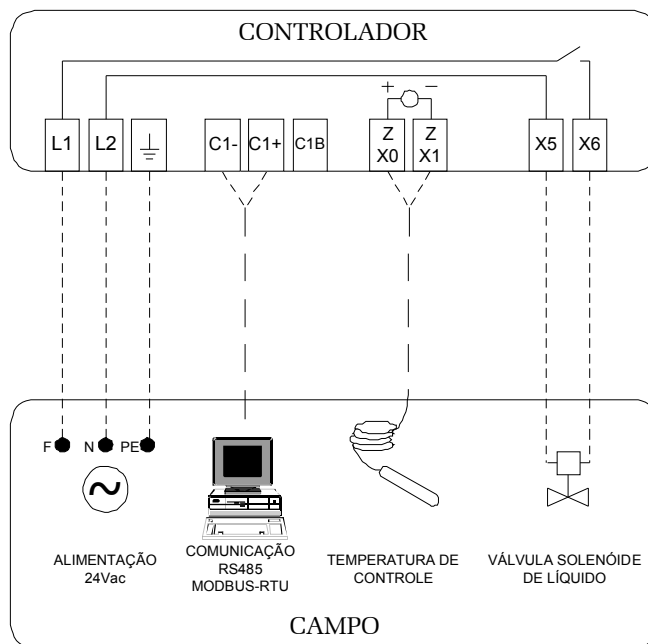 CONTROLADOR
+ −
L1 L2 C1- C1+ C1B Z X0 Z X1 X5 X6
F N PE
~
ALIMENTAÇÃO
24Vac
COMUNICAÇÃO
RS485
MODBUS-RTU
TEMPERATURA DE
CONTROLE
VÁLVULA SOLENÓIDE
DE LÍQUIDO
CAMPO